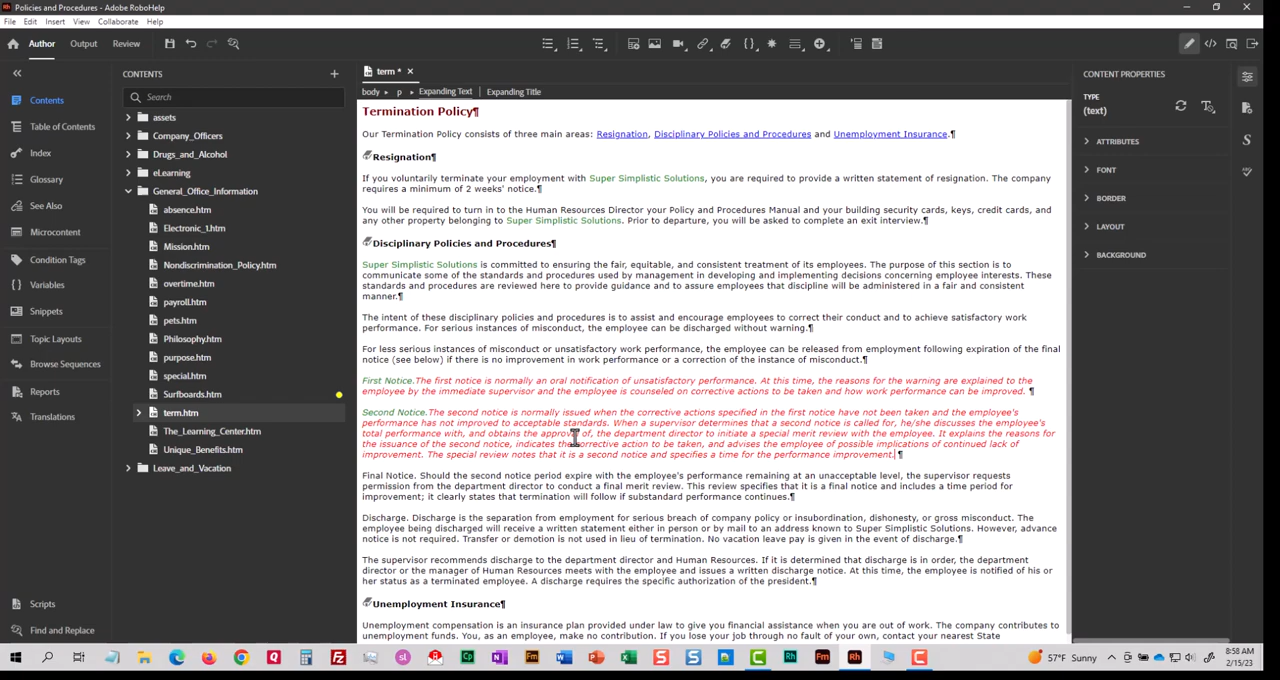 Policies and Procedures - Adobe RoboHelp
File Edit Insert View Collaborate Help
Author Output Review
CONTENTS
term *
body p Expanding Text Expanding Title
Contents
Table of Contents
Index
Glossary
See Also
Microcontent
Condition Tags
Variables
Snippets
Topic Layouts
Browse Sequences
Reports
Translations
Scripts
Find and Replace
Search
assets
Company_Officers
Drugs_and_Alcohol
eLearning
General_Office_Information
absence.htm
Electronic_1.htm
Mission.htm
Nondiscrimination_Policy.htm
overtime.htm
payroll.htm
pets.htm
Philosophy.htm
purpose.htm
special.htm
Surfboards.htm
term.htm
The_Learning_Center.htm
Unique_Benefits.htm
Leave_and_Vacation
Termination Policy¶
Our Termination Policy consists of three main areas: Resignation, Disciplinary Policies and Procedures and Unemployment Insurance.¶
Resignation¶
If you voluntarily terminate your employment with Super Simplistic Solutions, you are required to provide a written statement of resignation. The company
requires a minimum of 2 weeks' notice.¶
You will be required to turn in to the Human Resources Director your Policy and Procedures Manual and your building security cards, keys, credit cards, and
any other property belonging to Super Simplistic Solutions. Prior to departure, you will be asked to complete an exit interview.¶
Disciplinary Policies and Procedures¶
Super Simplistic Solutions is committed to ensuring the fair, equitable, and consistent treatment of its employees. The purpose of this section is to
communicate some of the standards and procedures used by management in developing and implementing decisions concerning employee interests. These
standards and procedures are reviewed here to provide guidance and to assure employees that discipline will be administered in a fair and consistent
manner.¶
The intent of these disciplinary policies and procedures is to assist and encourage employees to correct their conduct and to achieve satisfactory work
performance. For serious instances of misconduct, the employee can be discharged without warning.¶
For less serious instances of misconduct or unsatisfactory work performance, the employee can be released from employment following expiration of the final
notice (see below) if there is no improvement in work performance or a correction of the instance of misconduct.¶
First Notice.The first notice is normally an oral notification of unsatisfactory performance. At this time, the reasons for the warning are explained to the
employee by the immediate supervisor and the employee is counseled on corrective actions to be taken and how work performance can be improved. ¶
Second Notice.The second notice is normally issued when the corrective actions specified in the first notice have not been taken and the employee's
performance has not improved to acceptable standards. When a supervisor determines that a second notice is called for, he/she discusses the employee's
total performance with, and obtains the approval of, the department director to initiate a special merit review with the employee. It explains the reasons for
the issuance of the second notice, indicates the corrective action to be taken, and advises the employee of possible implications of continued lack of
improvement. The special review notes that it is a second notice and specifies a time for the performance improvement. ¶
Final Notice. Should the second notice period expire with the employee's performance remaining at an unacceptable level, the supervisor requests
permission from the department director to conduct a final merit review. This review specifies that it is a final notice and includes a time period for
improvement; it clearly states that termination will follow if substandard performance continues.¶
Discharge. Discharge is the separation from employment for serious breach of company policy or insubordination, dishonesty, or gross misconduct. The
employee being discharged will receive a written statement either in person or by mail to an address known to Super Simplistic Solutions. However, advance
notice is not required. Transfer or demotion is not used in lieu of termination. No vacation leave pay is given in the event of discharge.¶
The supervisor recommends discharge to the department director and Human Resources. If it is determined that discharge is in order, the department
director or the manager of Human Resources meets with the employee and issues a written discharge notice. At this time, the employee is notified of his or
her status as a terminated employee. A discharge requires the specific authorization of the president.¶
Unemployment Insurance¶
Unemployment compensation is an insurance plan provided under law to give you financial assistance when you are out of work. The company contributes to
unemployment funds. You, as an employee, make no contribution. If you lose your job through no fault of your own, contact your nearest State
CONTENT PROPERTIES
TYPE
(text)
ATTRIBUTES
FONT
BORDER
LAYOUT
BACKGROUND
57°F Sunny
8:58 AM
2/15/23